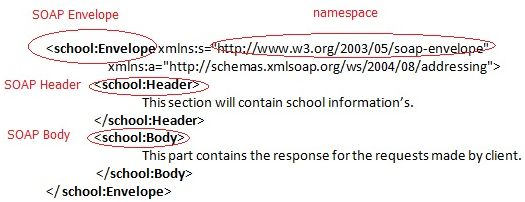 SOAP Envelope
namespace
<school:Envelope xmlns:s="http://www.w3.org/2003/05/soap-envelope"
xmlns:a="http://schemas.xmlsoap.org/ws/2004/08/addressing">
SOAP Header
<school:Header>
This section will contain school information's.
</school:Header>
SOAP Body
<school:Body>
This part contains the response for the requests made by client.
</school:Body>
</school:Envelope>